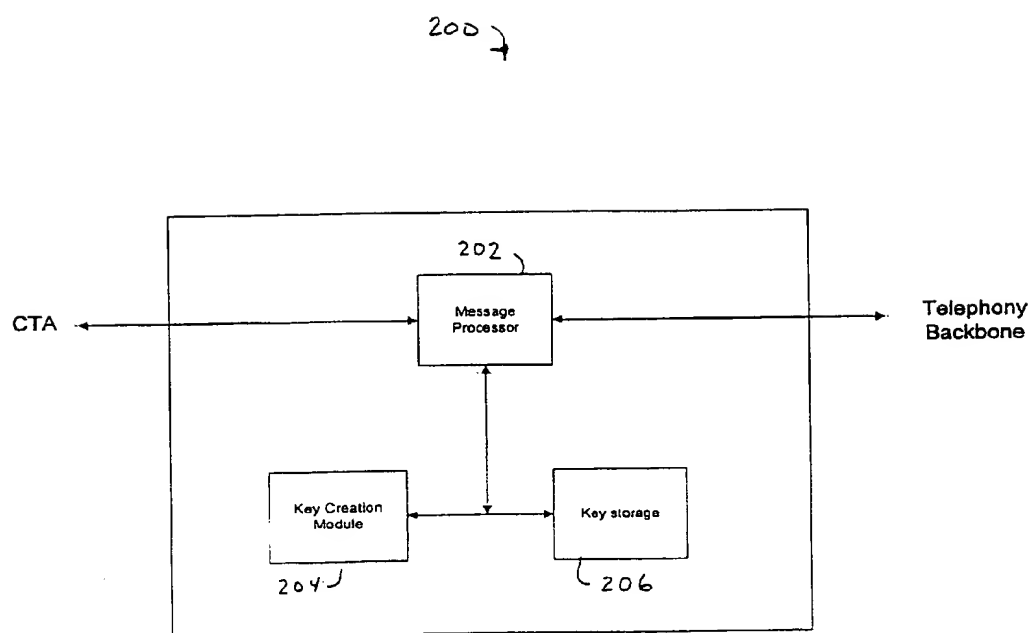 200
202
Message
Processor
CTA
Telephony
Backbone
Key Creation
Module
Key storage
204
206